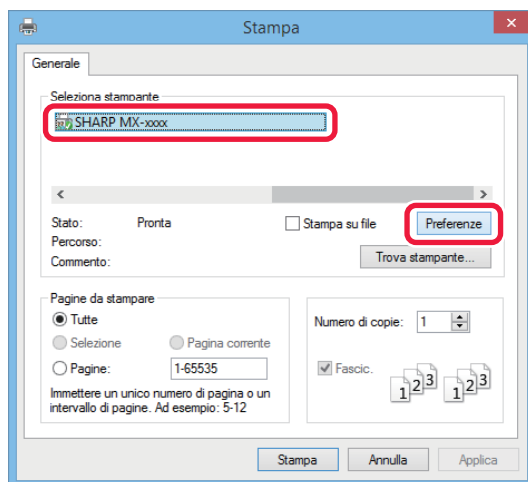 Stampa
Generale
Seleziona stampante
SHARP MX-xxxx
Stato: Pronta
Stampa su file
Preferenze
Percorso:
Commento:
Trova stampante...
Pagine da stampare
Tutte
Selezione
Pagina corrente
Pagine: 1-65535
Immettere un unico numero di pagina o un
intervallo di pagine. Ad esempio: 5-12
Numero di copie: 1
Fascic.
1 2 3 1 2 3
Stampa Annulla Applica